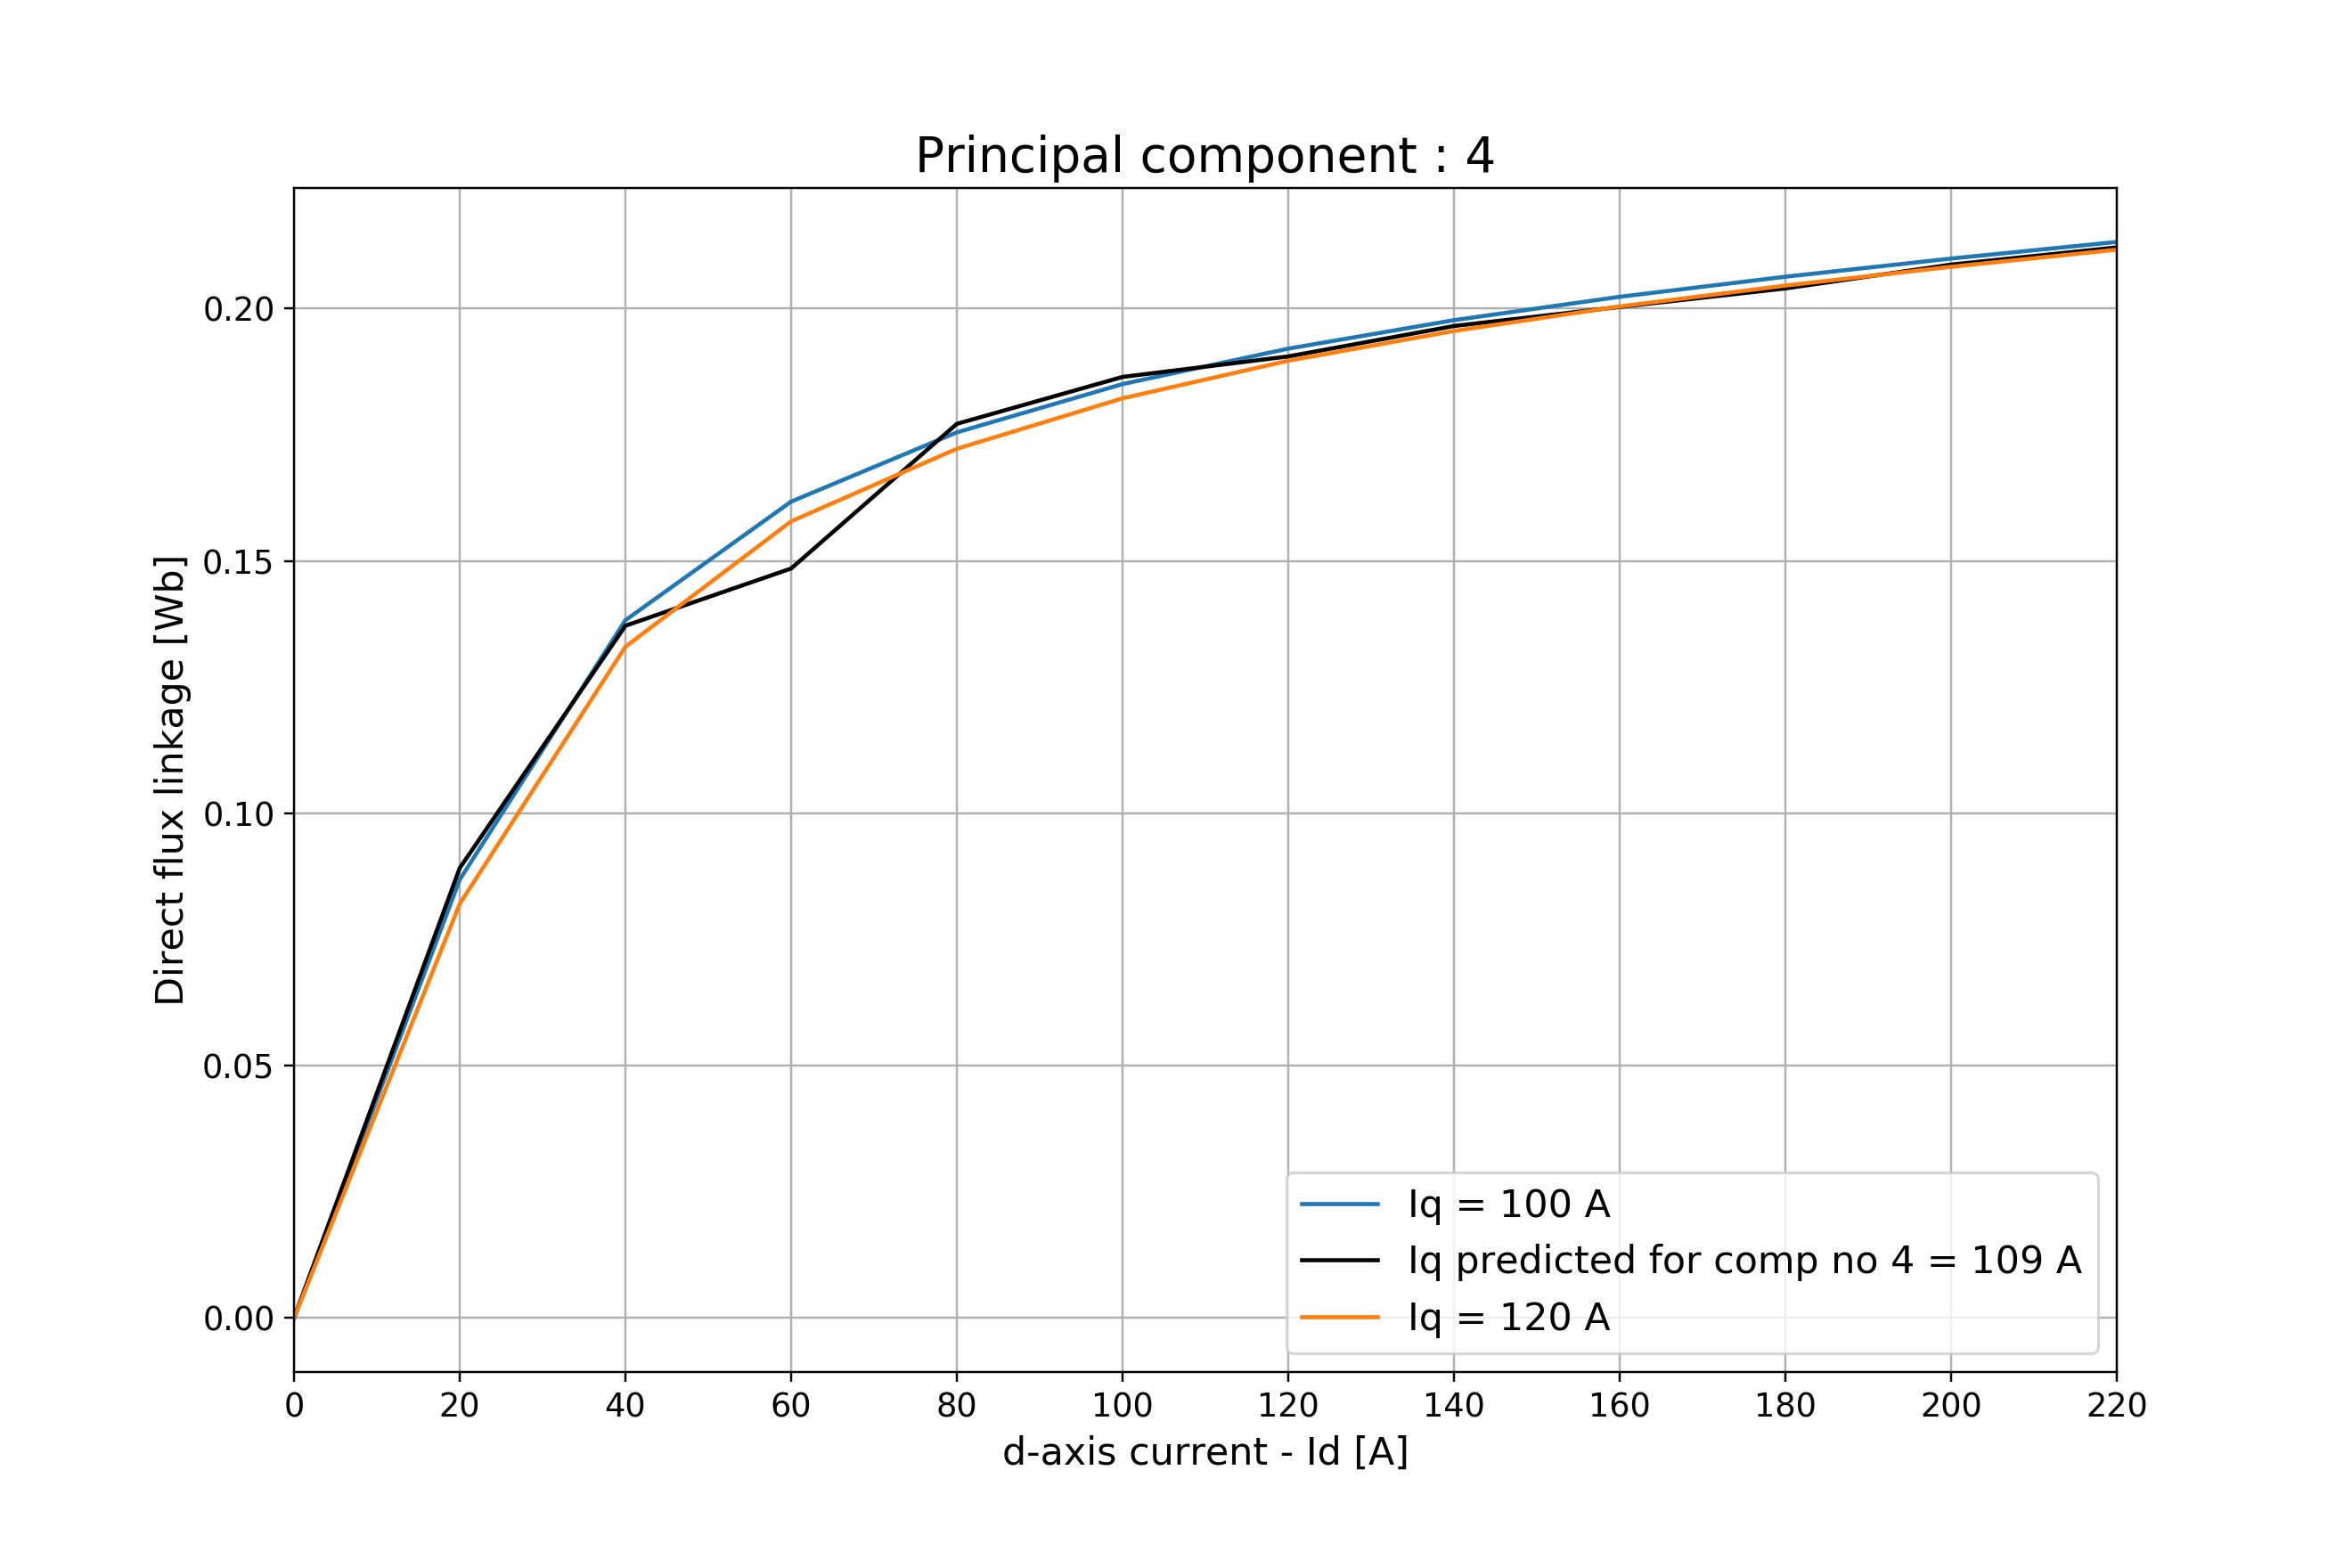 Principal component : 4
Direct flux linkage [Wb]
0.20
0.15
0.10
0.05
0.00
Iq = 100 A
Iq predicted for comp no 4 = 109 A
Iq = 120 A
0 20 40 60 80 100 120 140 160 180 200 220
d-axis current - Id [A]